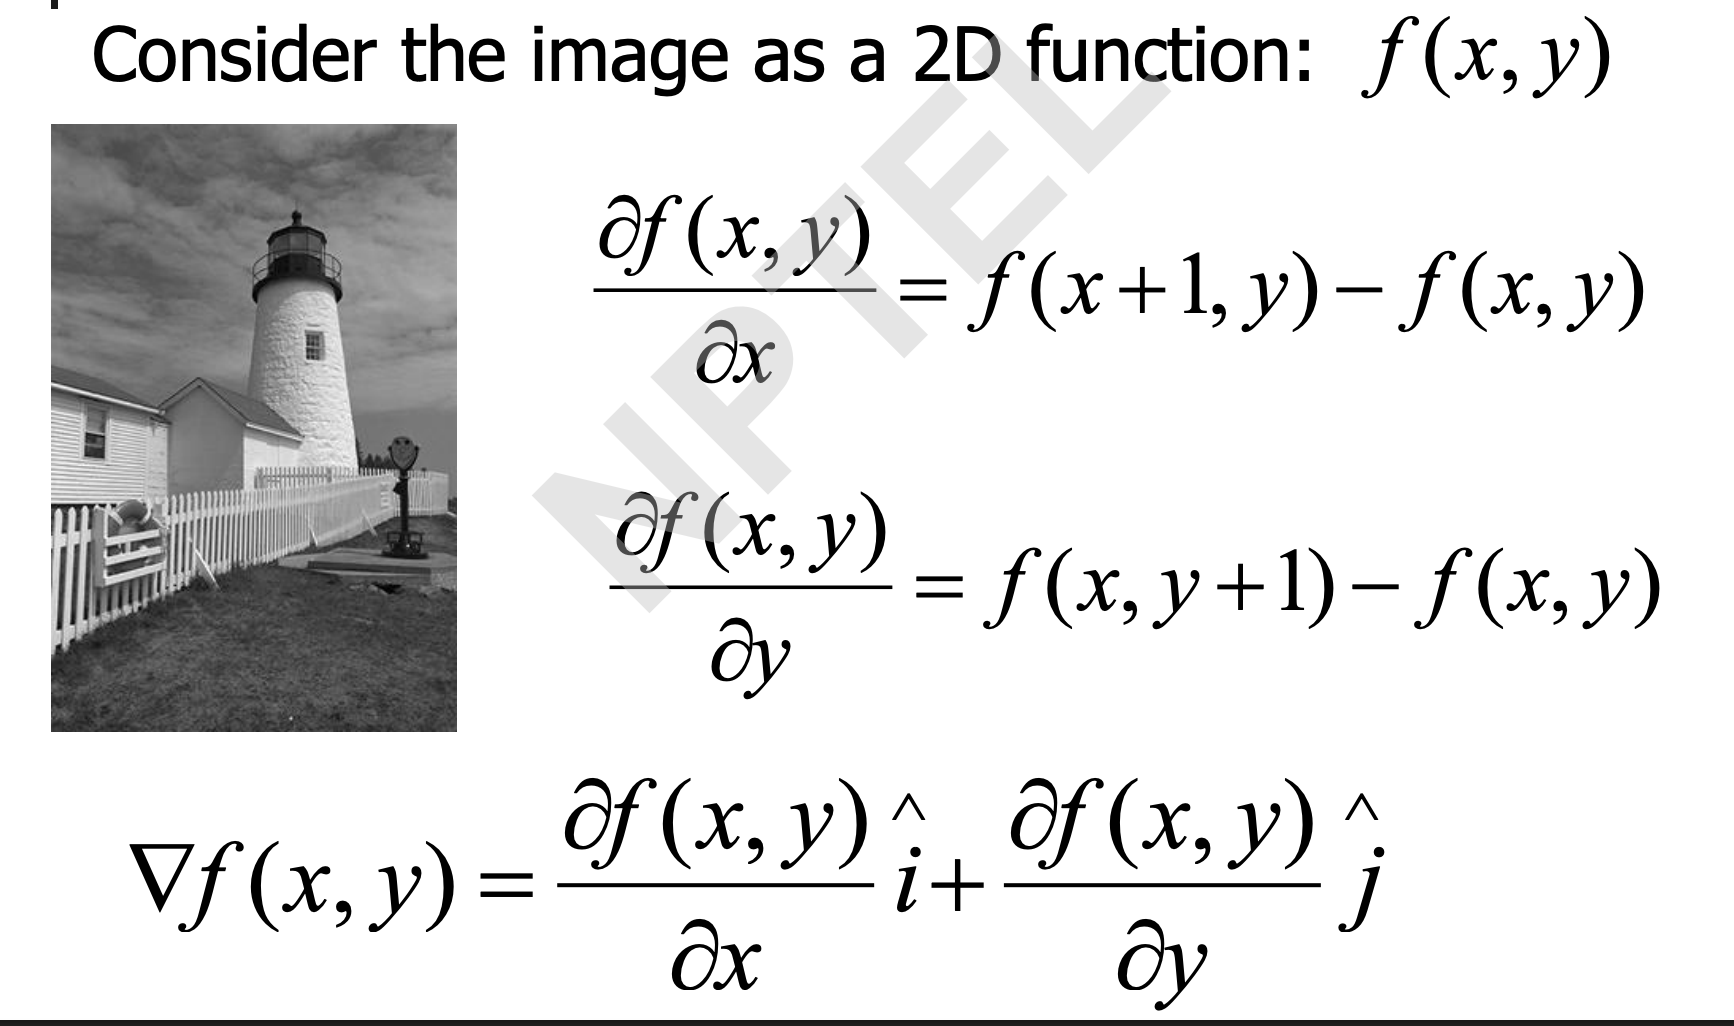 Consider the image as a 2D function: f(x, y)
∂f(x, y)/∂x = f(x+1, y) − f(x, y)
∂f(x, y)/∂y = f(x, y+1) − f(x, y)
∇f(x, y) = ∂f(x, y)/∂x î + ∂f(x, y)/∂y ĵ
NPTEL